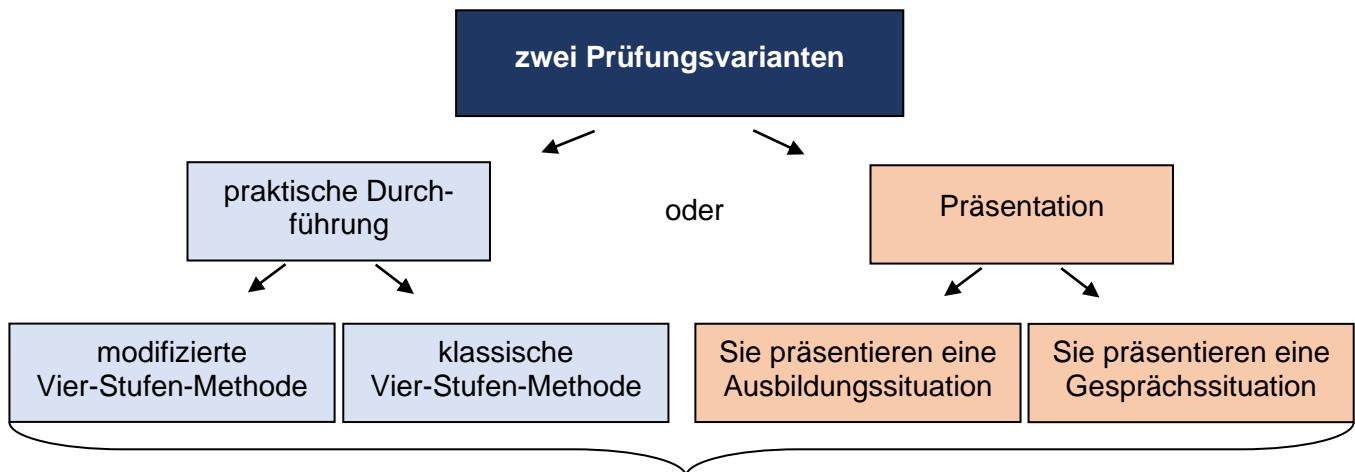 zwei Prüfungsvarianten
praktische Durch-
führung
oder
Präsentation
modifizierte
Vier-Stufen-Methode
klassische
Vier-Stufen-Methode
Sie präsentieren eine
Ausbildungssituation
Sie präsentieren eine
Gesprächssituation